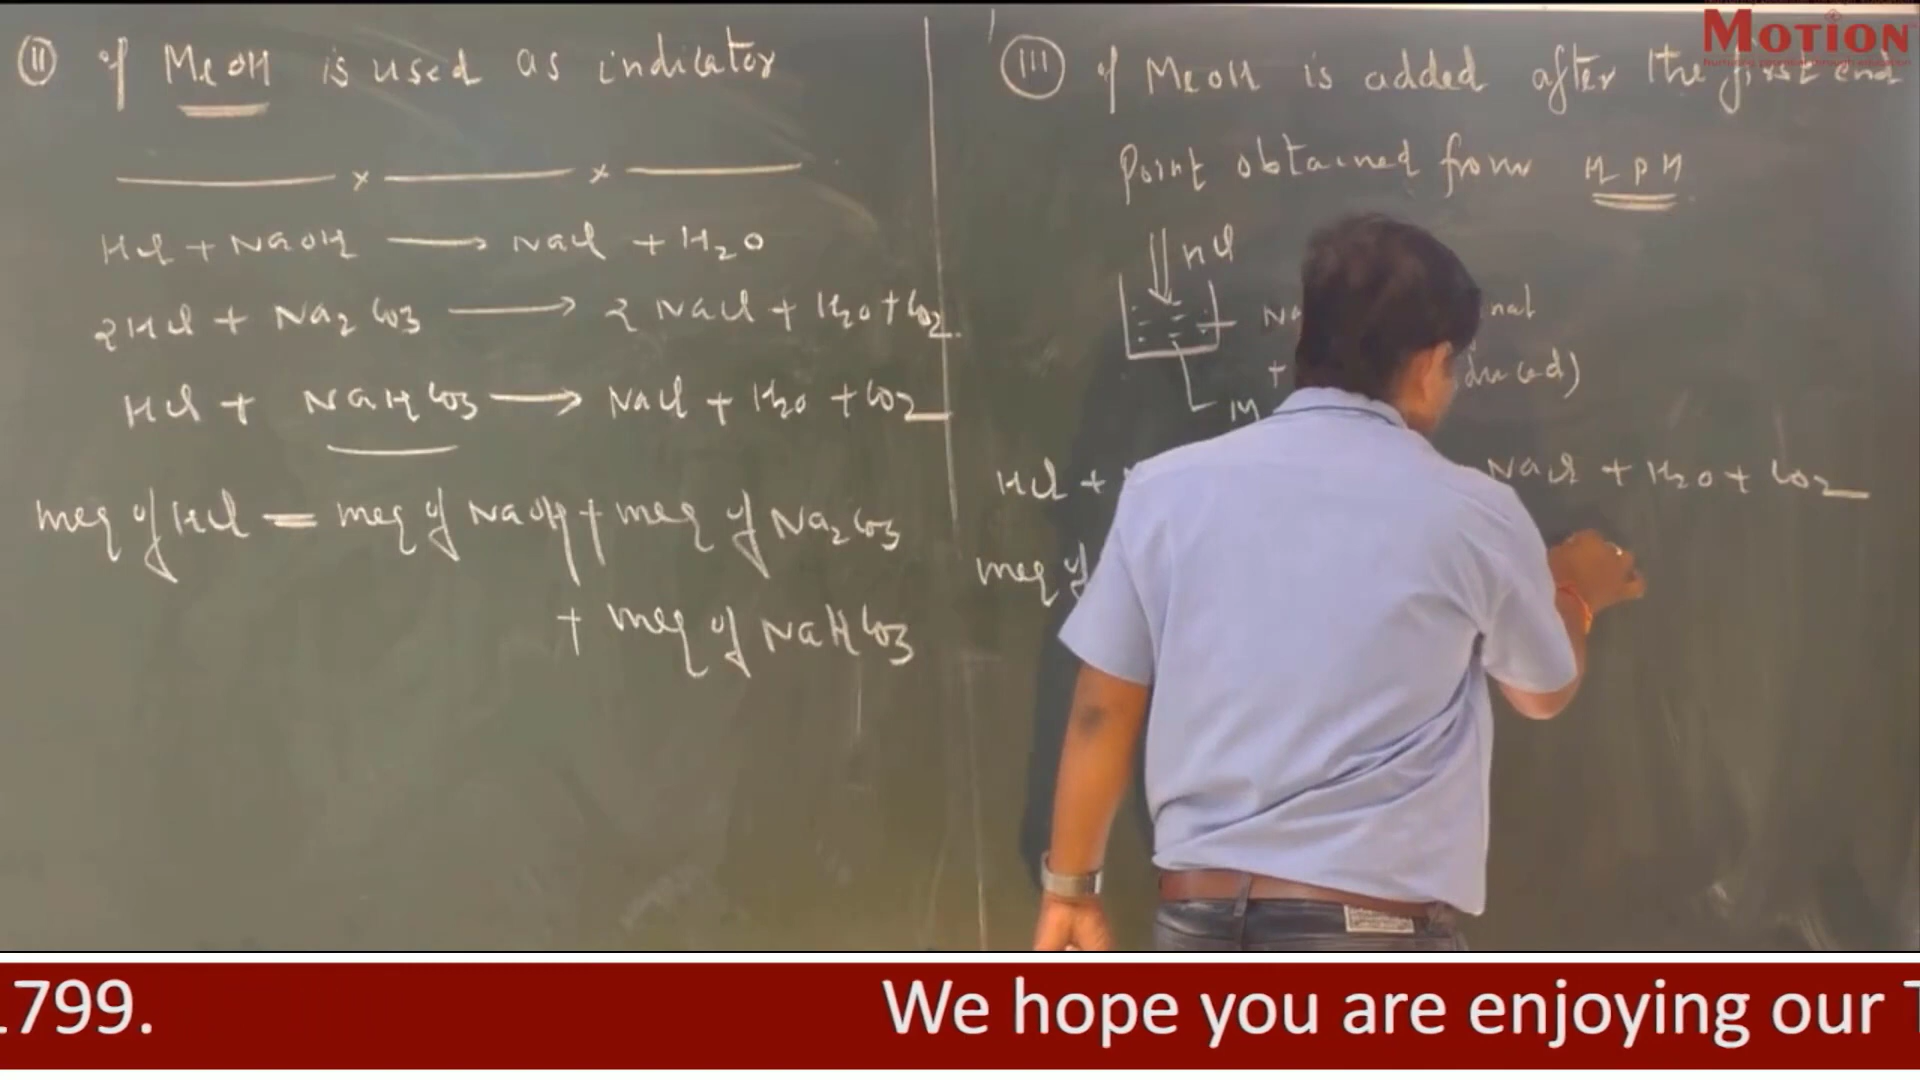 (II) If MeOH is used as indicator
HCl + NaOH ⟶ NaCl + H2O
2HCl + Na2CO3 ⟶ 2NaCl + H2O + CO2
HCl + NaHCO3 ⟶ NaCl + H2O + CO2
meq of HCl = meq of NaOH + meq of Na2CO3
+ meq of NaHCO3
MOTION
(III) If MeOH is added after the first end
Point obtained from HPH
HCl
Na
+
M
HCl +
NaCl + H2O + CO2
meq of
.799.
We hope you are enjoying our T